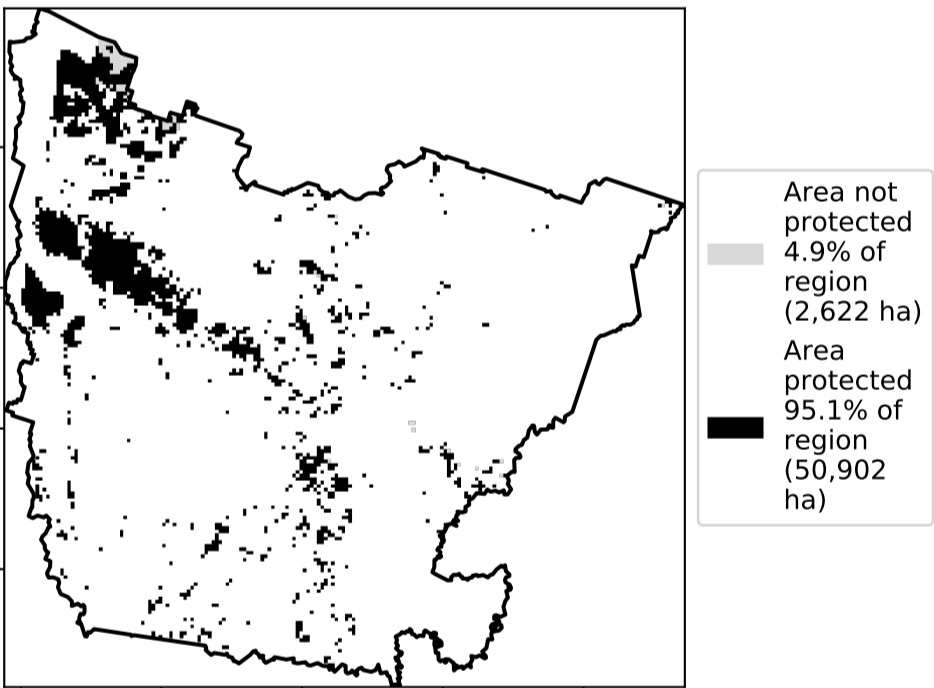 Area not
protected
4.9% of
region
(2,622 ha)
Area
protected
95.1% of
region
(50,902
ha)